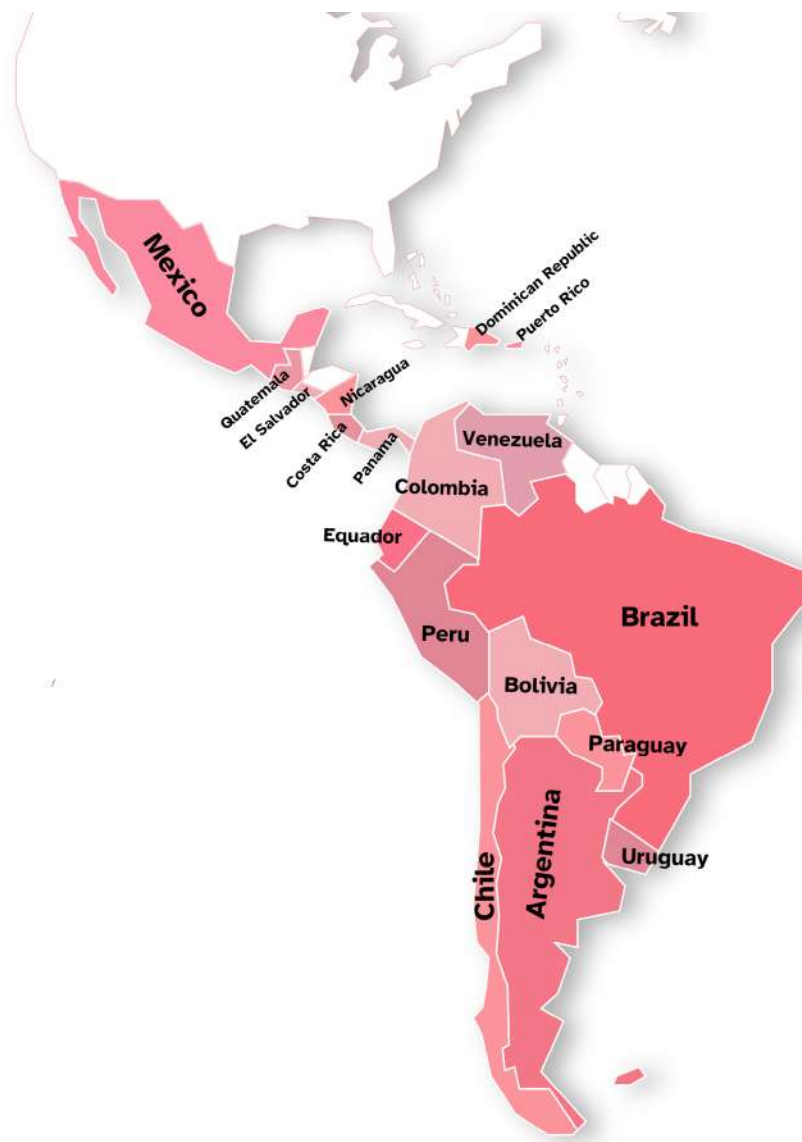 Mexico
Dominican Republic
Puerto Rico
Guatemala
El Salvador
Nicaragua
Costa Rica
Panama
Venezuela
Colombia
Equador
Brazil
Peru
Bolivia
Paraguay
Argentina
Chile
Uruguay
/